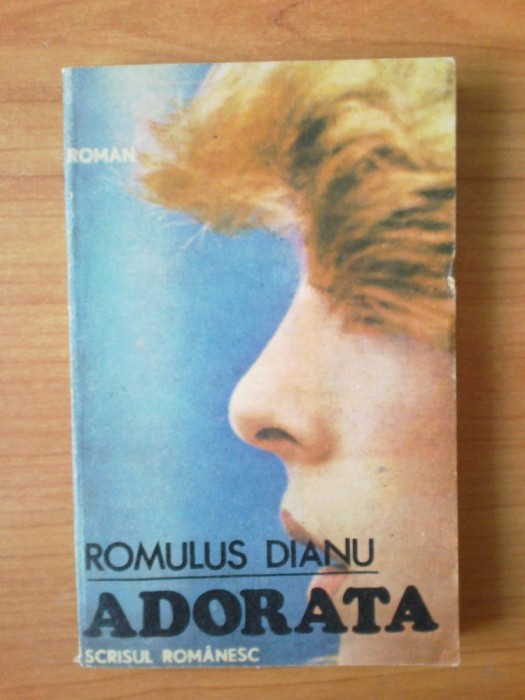 ROMAN
ROMULUS DIANU
ADORATA
SCRISUL ROMÂNESC